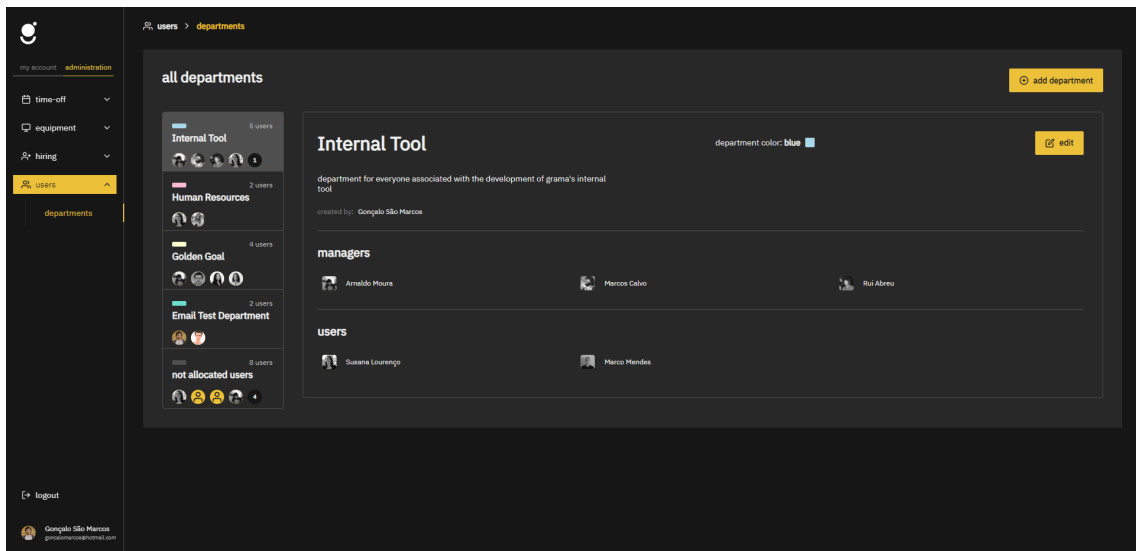 users > departments
my account administration
time-off
equipment
hiring
users
departments
logout
Gonçalo São Marcos
goncalomarcos@hotmail.com
all departments
add department
5 users
Internal Tool
1
2 users
Human Resources
4 users
Golden Goal
2 users
Email Test Department
8 users
not allocated users
4
Internal Tool
department color: blue
edit
department for everyone associated with the development of grama's internal
tool
created by: Gonçalo São Marcos
managers
Arnaldo Moura
Marcos Calvo
Rui Abreu
users
Susana Lourenço
Marco Mendes